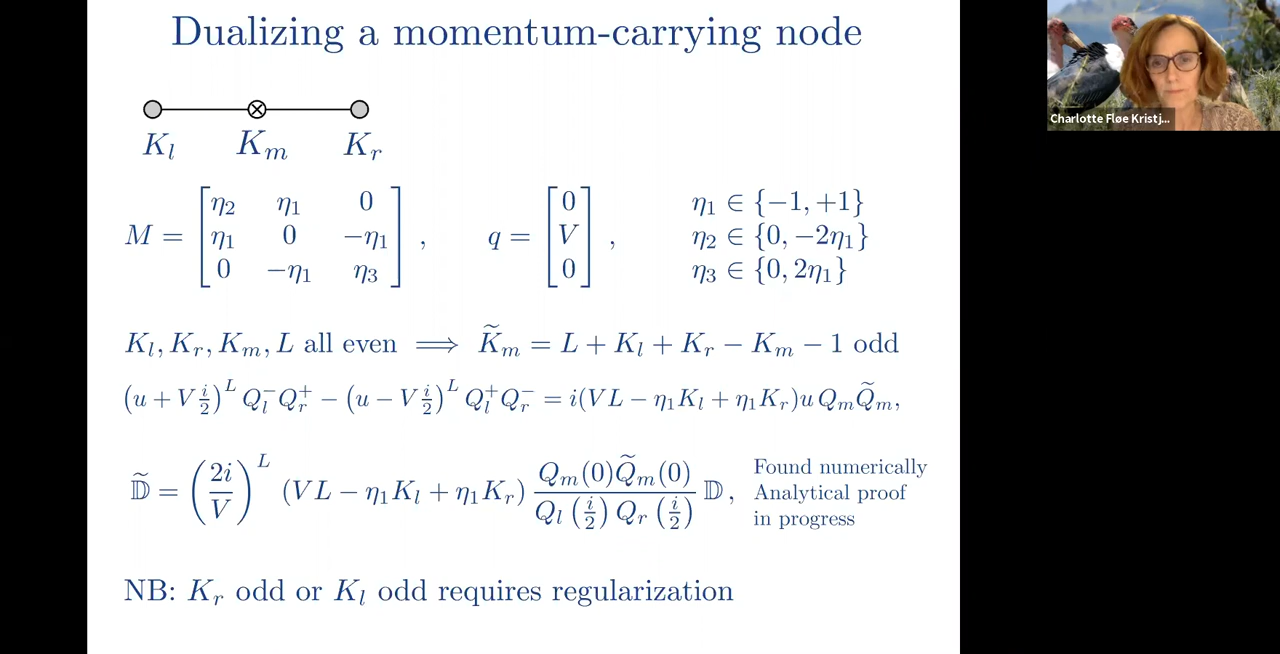 Dualizing a momentum-carrying node
Charlotte Fløe Kristj...
K_l K_m K_r
M = [ η_2 η_1 0 ; η_1 0 −η_1 ; 0 −η_1 η_3 ] , q = [ 0 ; V ; 0 ] ,
η_1 ∈ {−1, +1}
η_2 ∈ {0, −2η_1}
η_3 ∈ {0, 2η_1}
K_l, K_r, K_m, L all even ⟹ K̃_m = L + K_l + K_r − K_m − 1 odd
(u + V i/2)^L Q_l^− Q_r^+ − (u − V i/2)^L Q_l^+ Q_r^− = i(VL − η_1K_l + η_1K_r)u Q_m Q̃_m,
𝔻̃ = (2i/V)^L (VL − η_1K_l + η_1K_r) Q_m(0)Q̃_m(0) / Q_l(i/2) Q_r(i/2) 𝔻 ,
Found numerically
Analytical proof
in progress
NB: K_r odd or K_l odd requires regularization